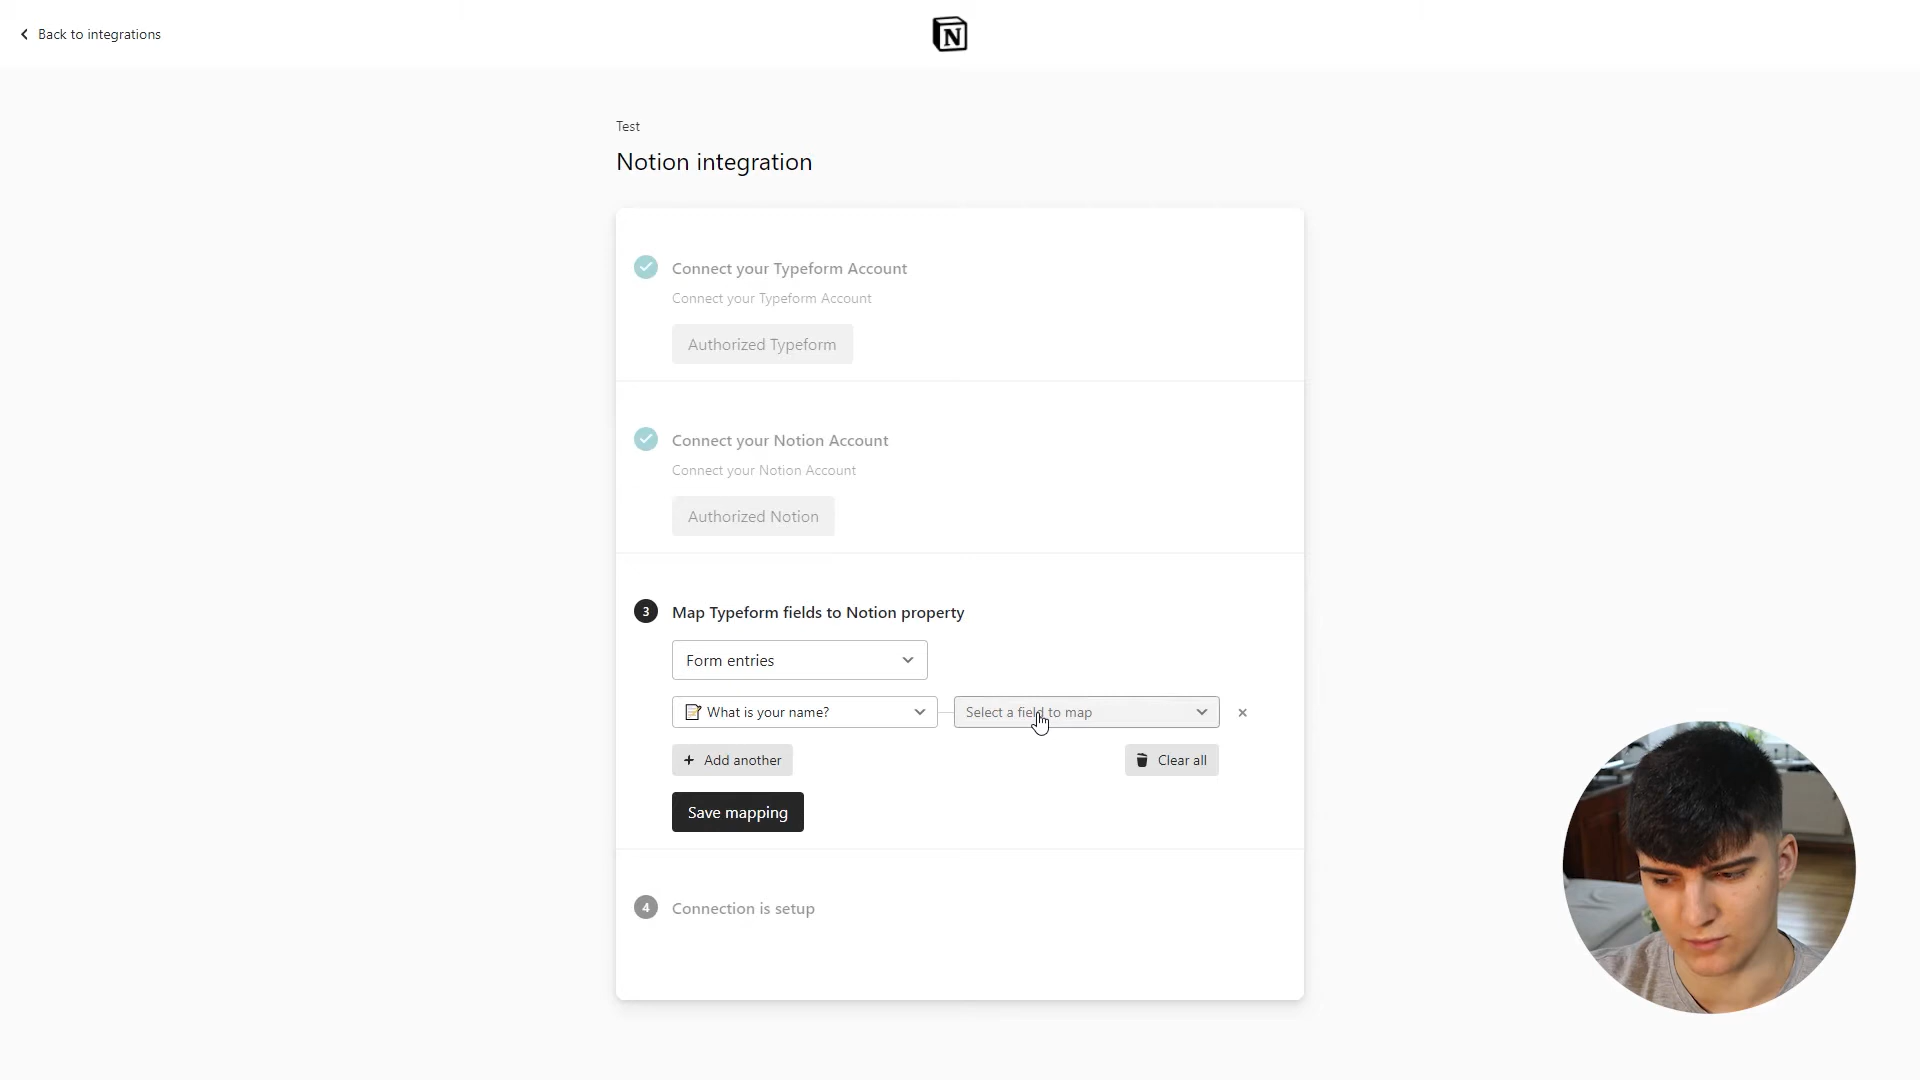 Back to integrations
N
Test
Notion integration
Connect your Typeform Account
Connect your Typeform Account
Authorized Typeform
Connect your Notion Account
Connect your Notion Account
Authorized Notion
3 Map Typeform fields to Notion property
Form entries
What is your name? Select a field to map
+ Add another Clear all
Save mapping
4 Connection is setup